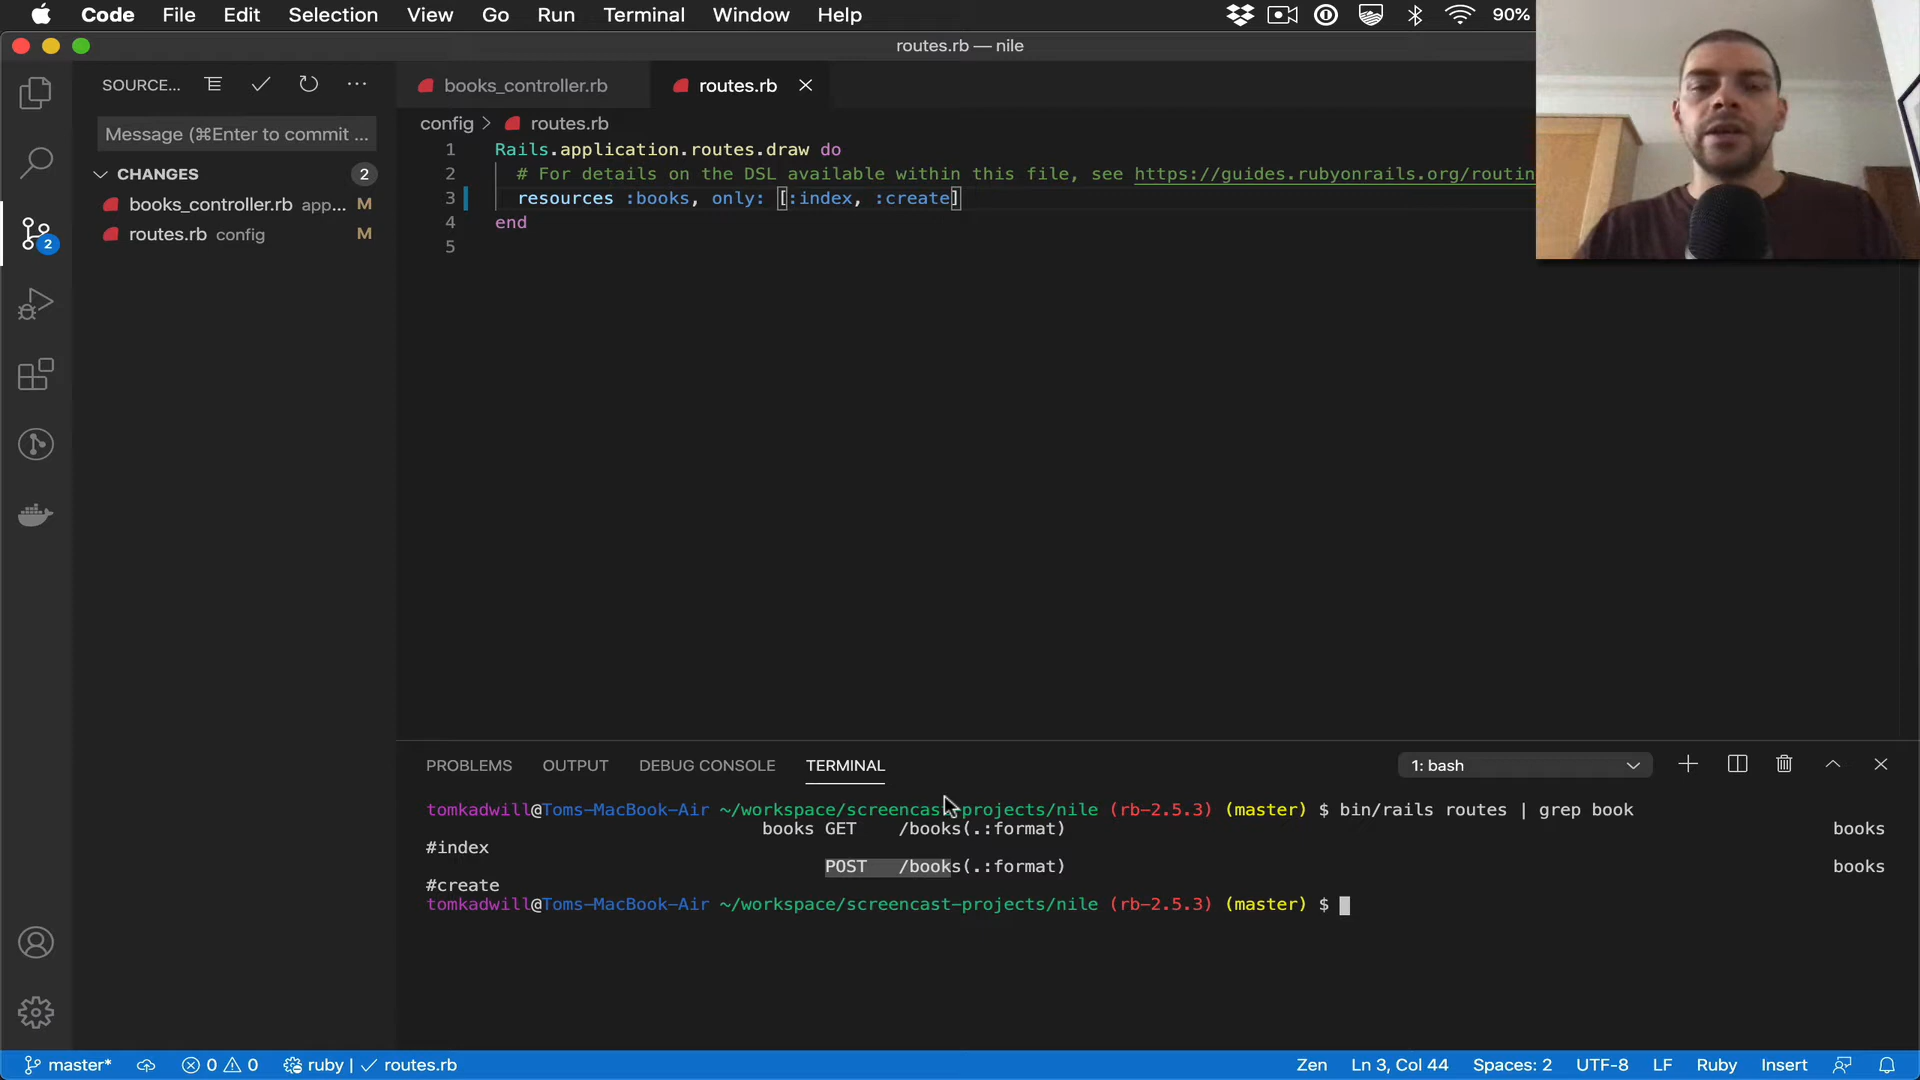 Code File Edit Selection View Go Run Terminal Window Help 90%
routes.rb — nile
SOURCE...
books_controller.rb
routes.rb
Message (⌘Enter to commit ...
config > routes.rb
1 Rails.application.routes.draw do
2 # For details on the DSL available within this file, see https://guides.rubyonrails.org/routin
3 resources :books, only: [:index, :create]
4 end
5
CHANGES 2
books_controller.rb app... M
routes.rb config M
2
PROBLEMS OUTPUT DEBUG CONSOLE TERMINAL 1: bash
tomkadwill@Toms-MacBook-Air ~/workspace/screencast-projects/nile (rb-2.5.3) (master) $ bin/rails routes | grep book
books GET /books(.:format) books
#index
POST /books(.:format) books
#create
tomkadwill@Toms-MacBook-Air ~/workspace/screencast-projects/nile (rb-2.5.3) (master) $
master* 0 0 ruby | ✓ routes.rb Zen Ln 3, Col 44 Spaces: 2 UTF-8 LF Ruby Insert